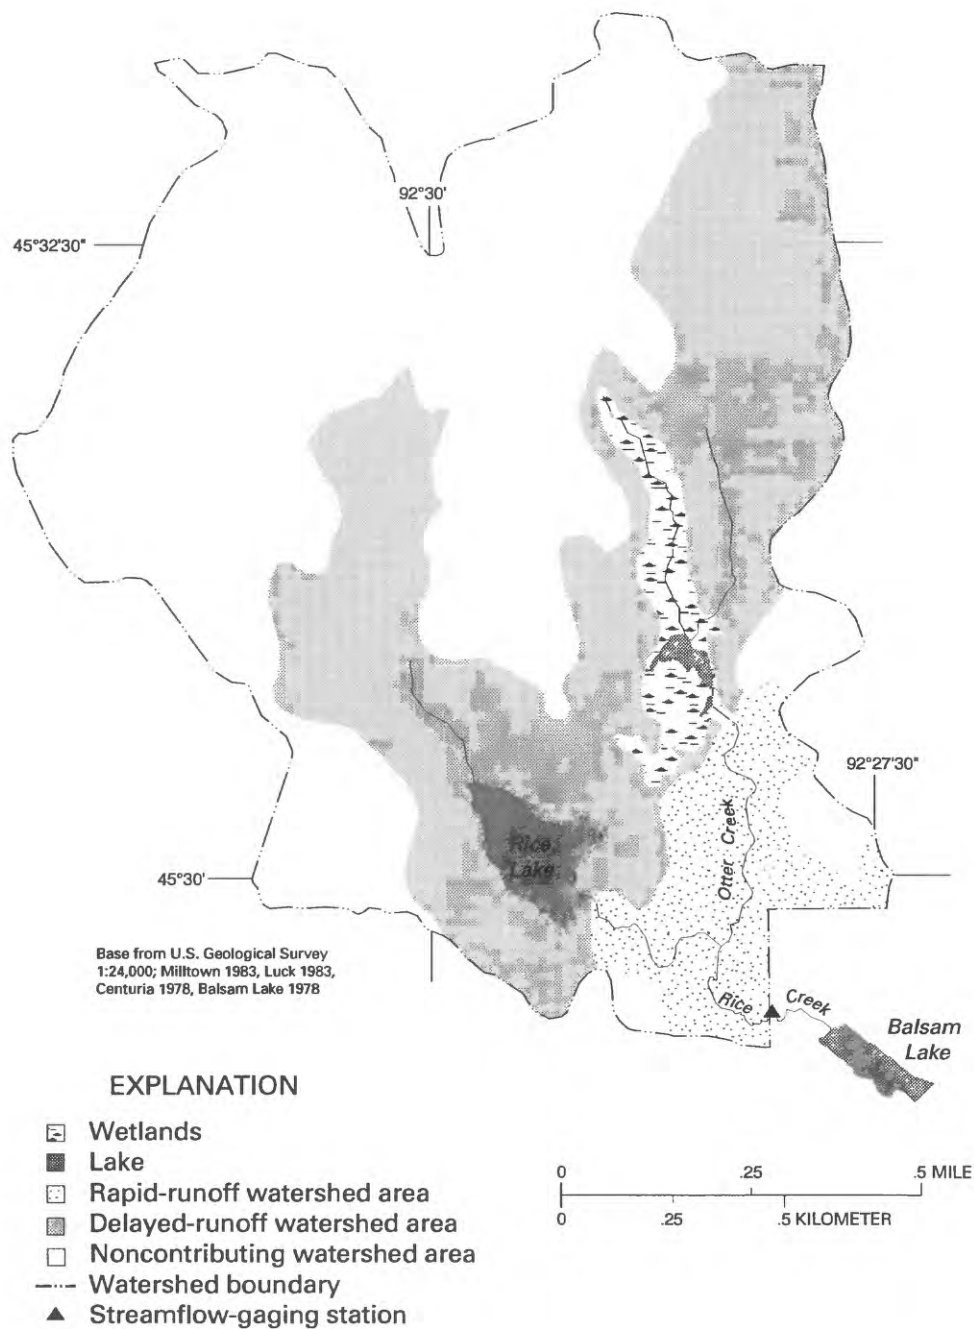 92°30'
45°32'30"
92°27'30"
Otter Creek
Rice
Lake
45°30'
Base from U.S. Geological Survey
1:24,000; Milltown 1983, Luck 1983,
Centuria 1978, Balsam Lake 1978
Rice Creek
Balsam
Lake
EXPLANATION
Wetlands
Lake
Rapid-runoff watershed area
Delayed-runoff watershed area
Noncontributing watershed area
Watershed boundary
Streamflow-gaging station
0 .25 .5 MILE
0 .25 .5 KILOMETER